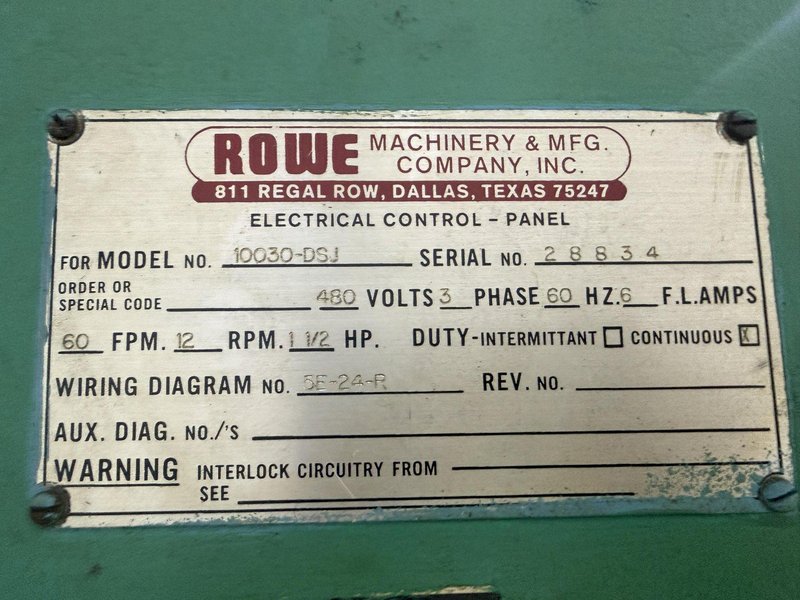 ROWE MACHINERY & MFG. COMPANY, INC.
811 REGAL ROW, DALLAS, TEXAS 75247
ELECTRICAL CONTROL - PANEL
FOR MODEL NO. 10030-DSJ SERIAL NO. 28834
ORDER OR SPECIAL CODE 480 VOLTS 3 PHASE 60 HZ. 6 F.L.AMPS
60 FPM. 12 RPM. 1 1/2 HP. DUTY-INTERMITTANT CONTINUOUS X
WIRING DIAGRAM NO. 5E-24-R REV. NO.
AUX. DIAG. NO./'S
WARNING INTERLOCK CIRCUITRY FROM
SEE